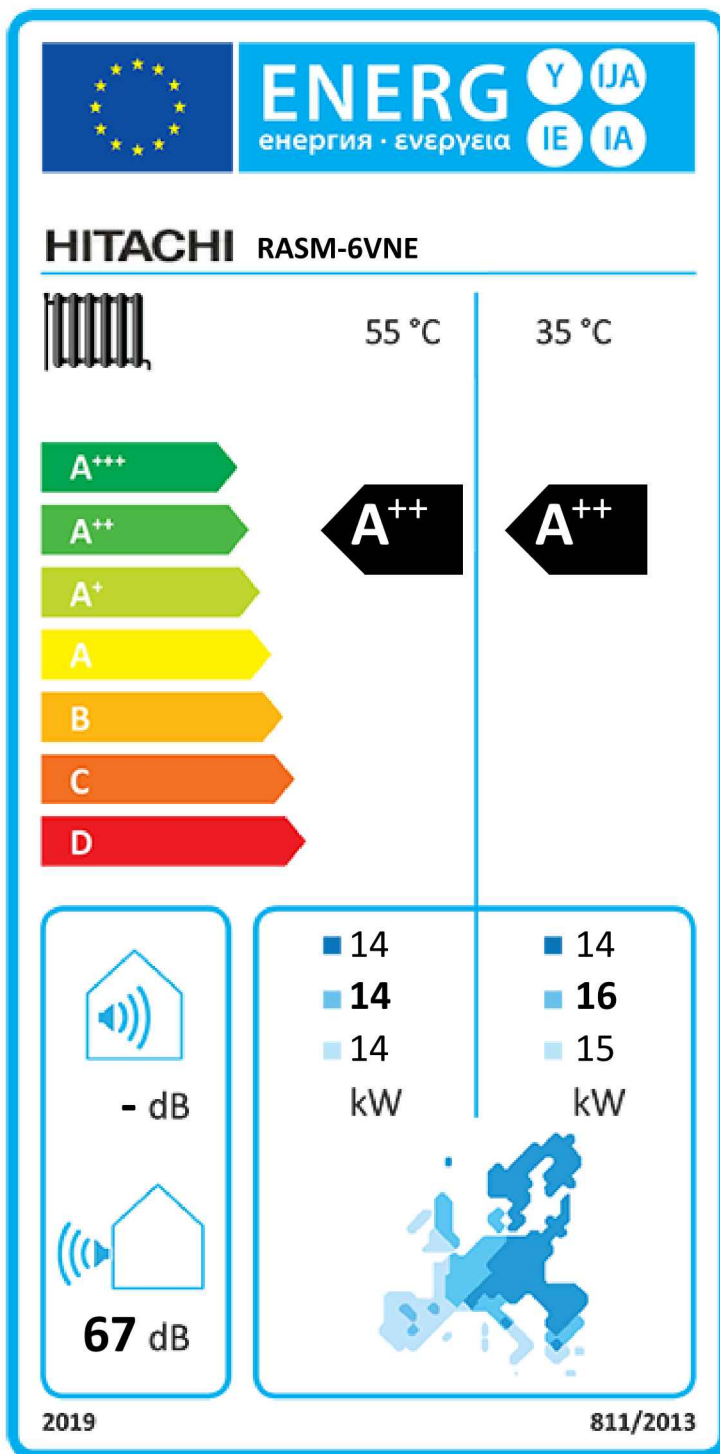 ENERG Y IJA
енергия · ενεργεια IE IA
HITACHI RASM-6VNE
55 °C 35 °C
A+++
A++ A++ A++
A+
A
B
C
D
14 14
14 16
14 15
- dB kW kW
67 dB
2019 811/2013